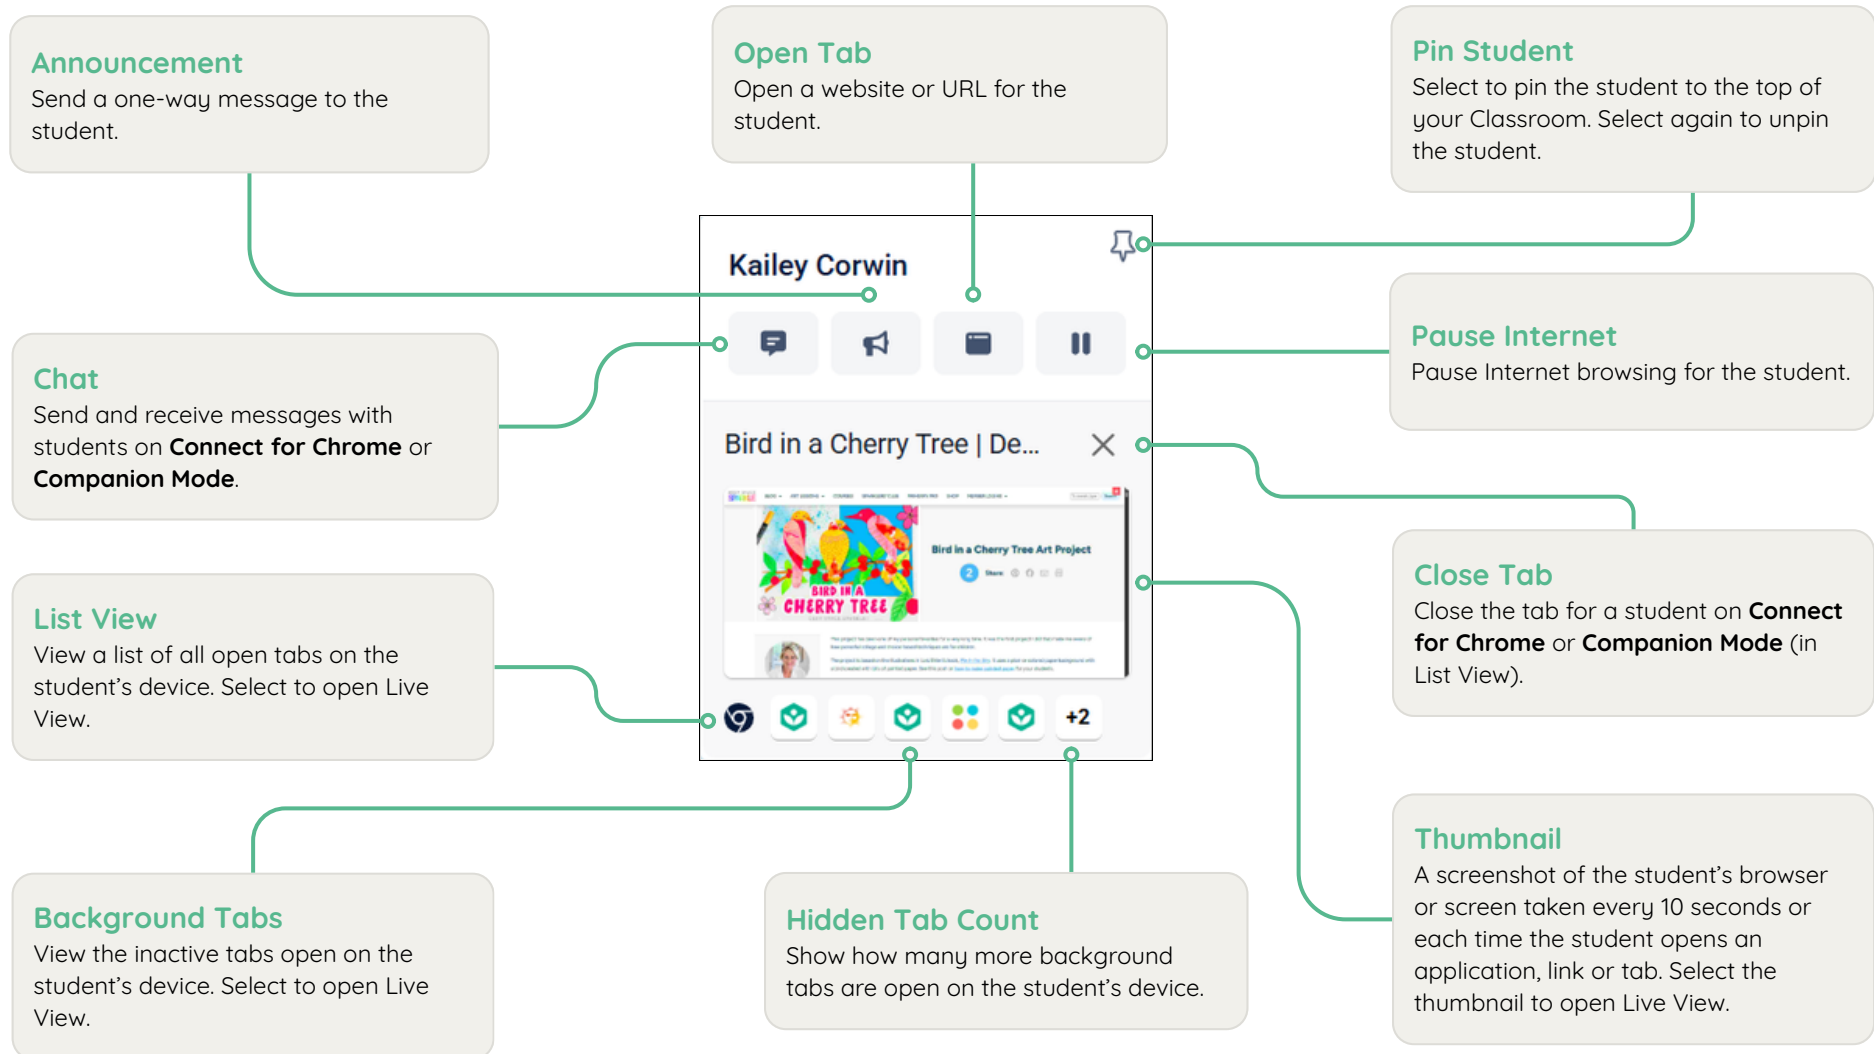 Announcement
Send a one-way message to the
student.
Open Tab
Open a website or URL for the
student.
Pin Student
Select to pin the student to the top of
your Classroom. Select again to unpin
the student.
Kailey Corwin
Chat
Send and receive messages with
students on Connect for Chrome or
Companion Mode.
Pause Internet
Pause Internet browsing for the student.
Bird in a Cherry Tree | De...
BIRD IN A
CHERRY TREE
Bird in a Cherry Tree Art Project
2 Share:
+2
List View
View a list of all open tabs on the
student's device. Select to open Live
View.
Close Tab
Close the tab for a student on Connect
for Chrome or Companion Mode (in
List View).
Background Tabs
View the inactive tabs open on the
student's device. Select to open Live
View.
Hidden Tab Count
Show how many more background
tabs are open on the student's device.
Thumbnail
A screenshot of the student's browser
or screen taken every 10 seconds or
each time the student opens an
application, link or tab. Select the
thumbnail to open Live View.